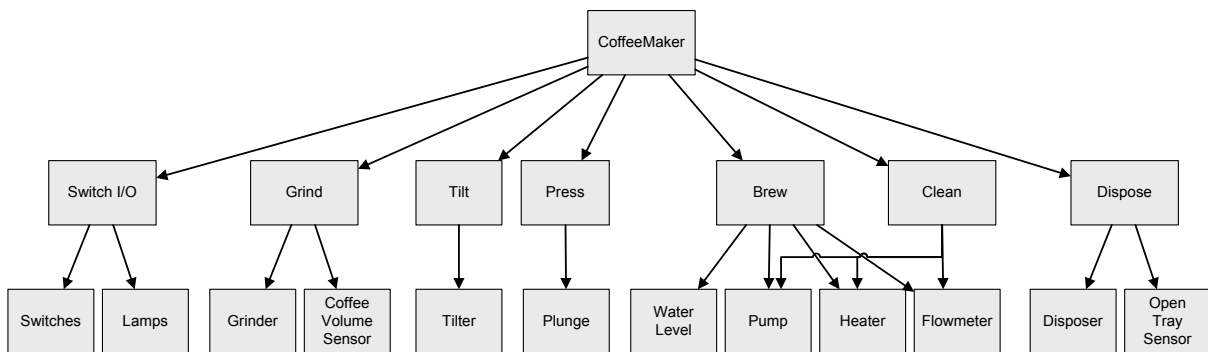 CoffeeMaker
Switch I/O
Grind
Tilt
Press
Brew
Clean
Dispose
Switches
Lamps
Grinder
Coffee
Volume
Sensor
Tilter
Plunge
Water
Level
Pump
Heater
Flowmeter
Disposer
Open
Tray
Sensor